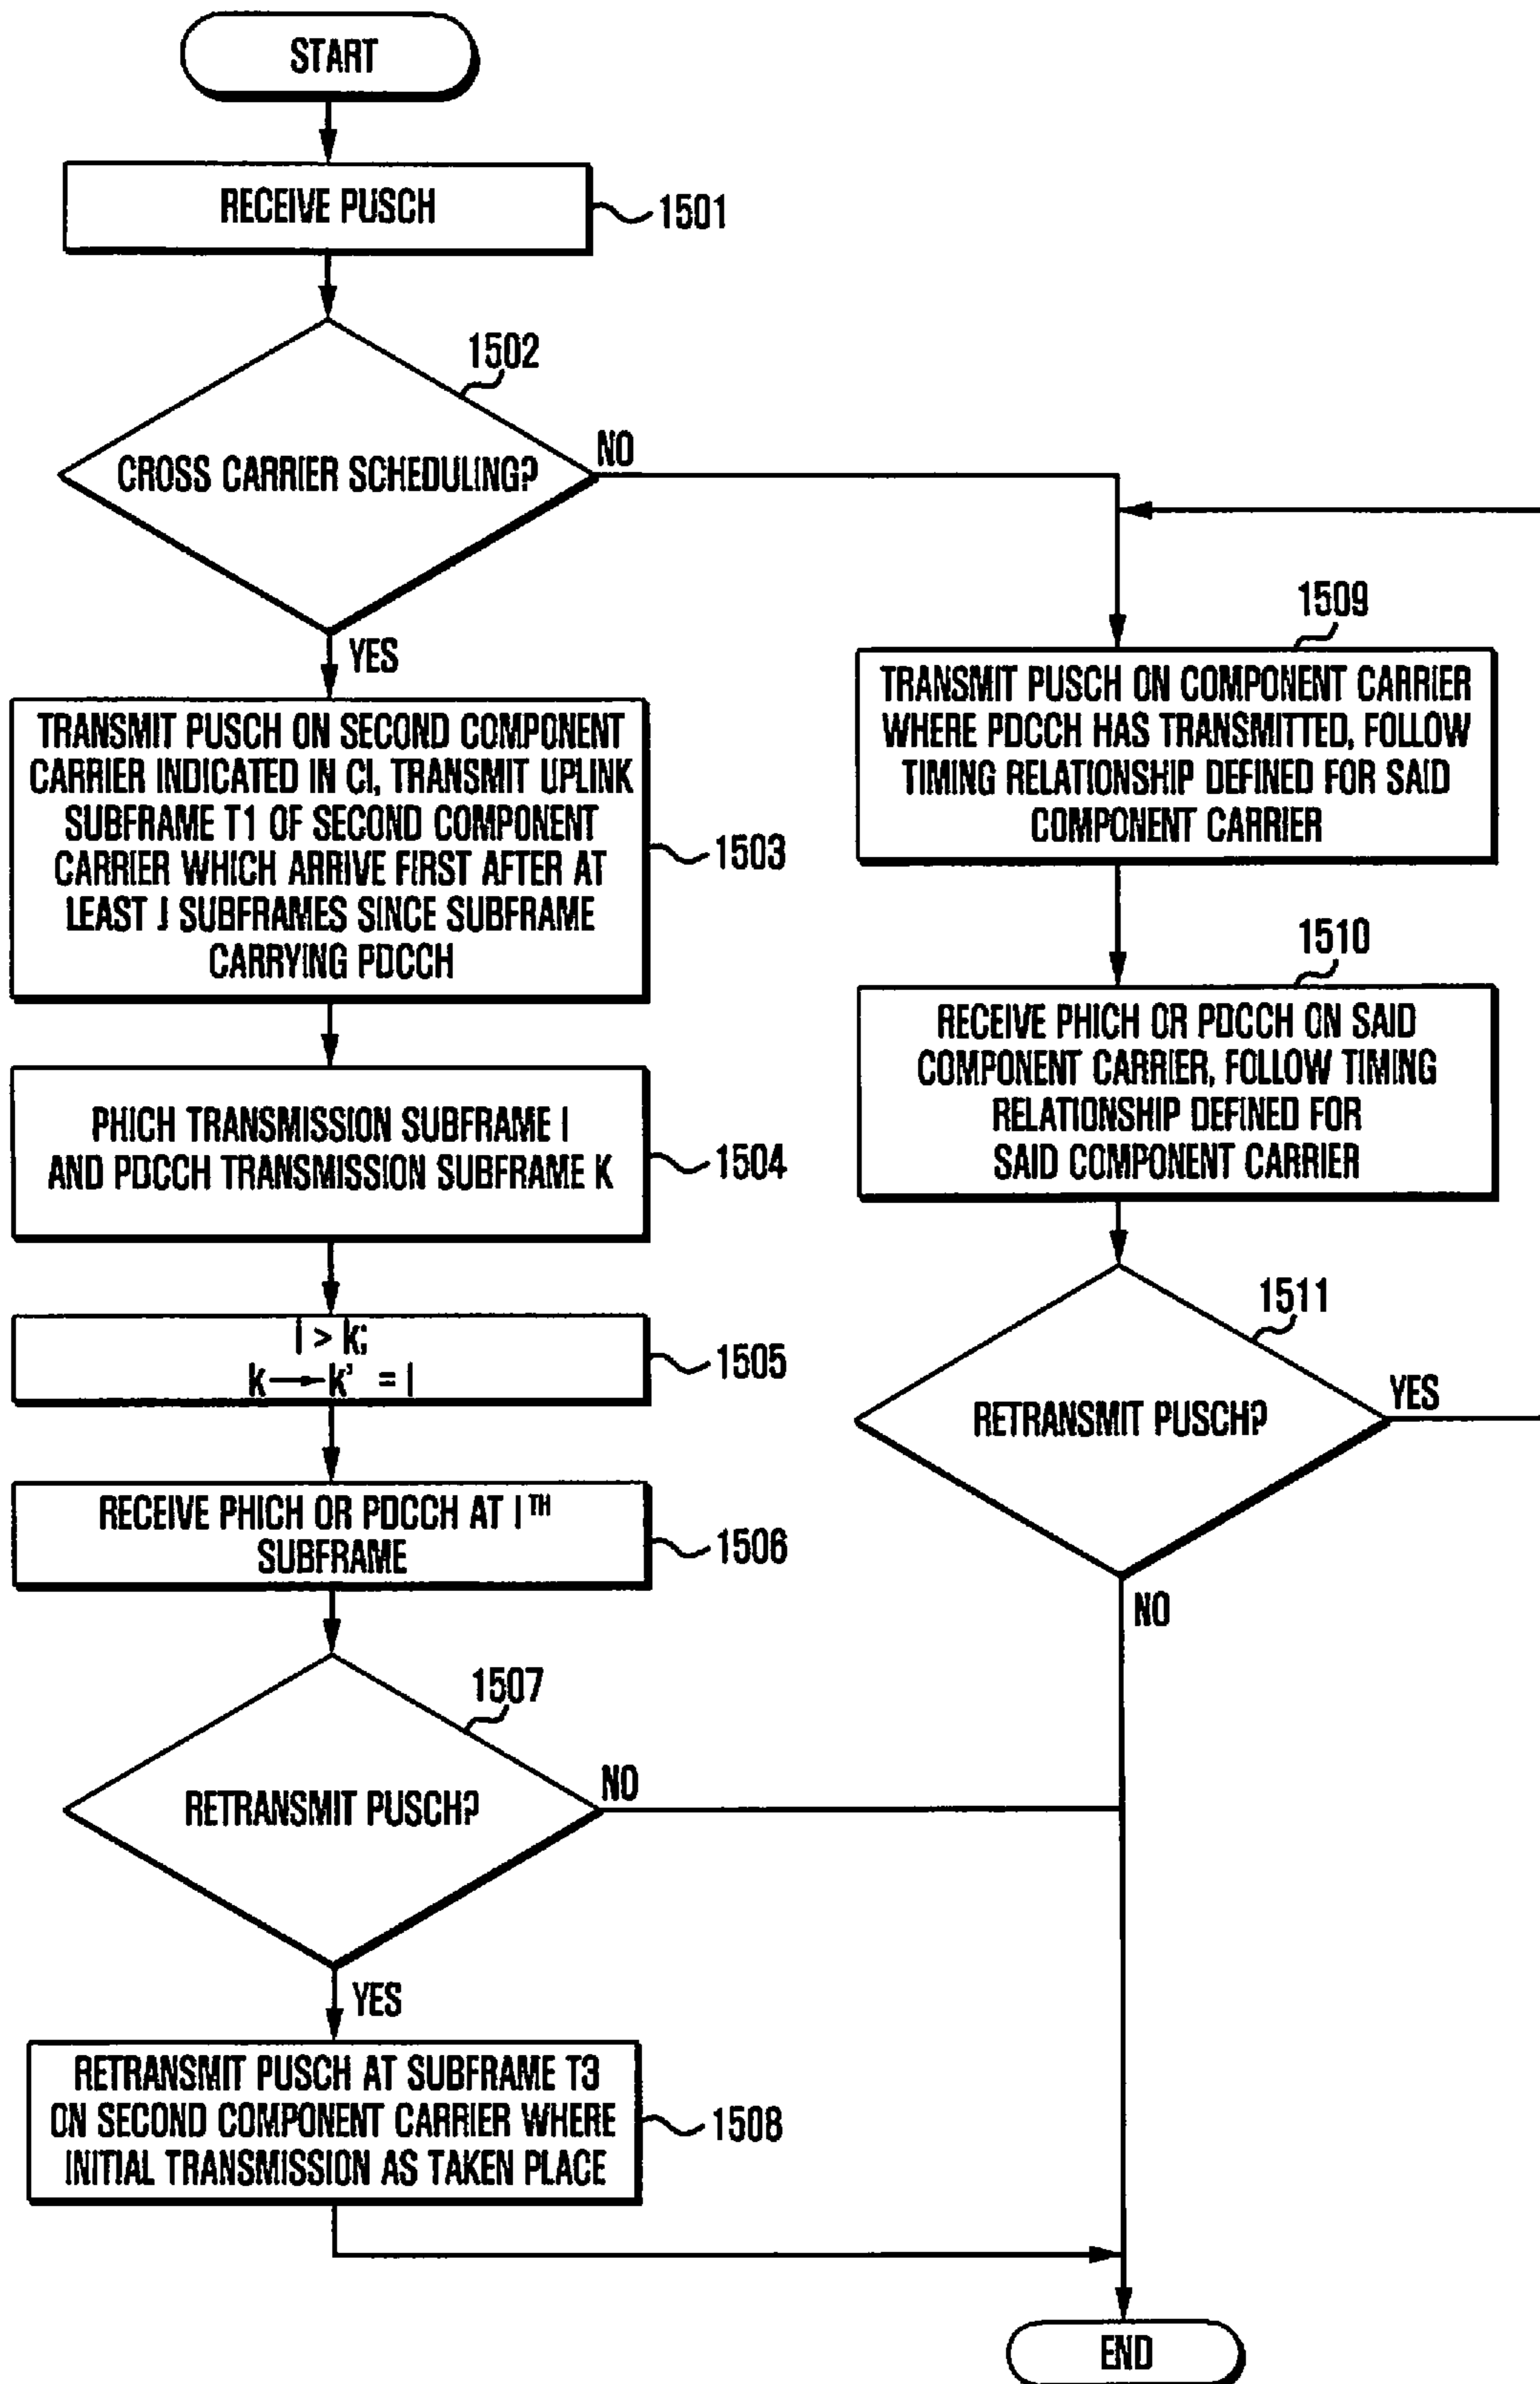 START
RECEIVE PUSCH
1501
1502
CROSS CARRIER SCHEDULING?
NO
YES
TRANSMIT PUSCH ON SECOND COMPONENT
CARRIER INDICATED IN CI, TRANSMIT UPLINK
SUBFRAME T1 OF SECOND COMPONENT
CARRIER WHICH ARRIVE FIRST AFTER AT
LEAST J SUBFRAMES SINCE SUBFRAME
CARRYING PDCCH
1503
PHICH TRANSMISSION SUBFRAME I
AND PDCCH TRANSMISSION SUBFRAME K
1504
i > k;
k → k' = I
1505
RECEIVE PHICH OR PDCCH AT I TH
SUBFRAME
1506
1507
RETRANSMIT PUSCH?
NO
YES
RETRANSMIT PUSCH AT SUBFRAME T3
ON SECOND COMPONENT CARRIER WHERE
INITIAL TRANSMISSION AS TAKEN PLACE
1508
1509
TRANSMIT PUSCH ON COMPONENT CARRIER
WHERE PDCCH HAS TRANSMITTED, FOLLOW
TIMING RELATIONSHIP DEFINED FOR SAID
COMPONENT CARRIER
1510
RECEIVE PHICH OR PDCCH ON SAID
COMPONENT CARRIER, FOLLOW TIMING
RELATIONSHIP DEFINED FOR
SAID COMPONENT CARRIER
1511
RETRANSMIT PUSCH?
YES
NO
END